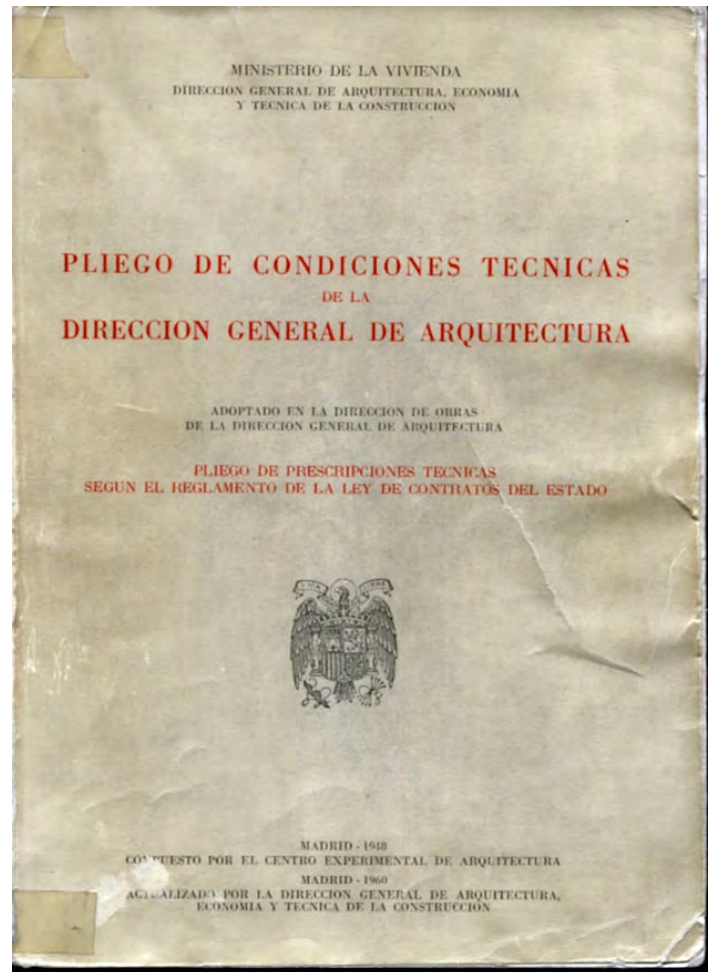 MINISTERIO DE LA VIVIENDA
DIRECCION GENERAL DE ARQUITECTURA, ECONOMIA
Y TECNICA DE LA CONSTRUCCION
PLIEGO DE CONDICIONES TECNICAS
DE LA
DIRECCION GENERAL DE ARQUITECTURA
ADOPTADO EN LA DIRECCION DE OBRAS
DE LA DIRECCION GENERAL DE ARQUITECTURA
PLIEGO DE PRESCRIPCIONES TECNICAS
SEGUN EL REGLAMENTO DE LA LEY DE CONTRATOS DEL ESTADO
MADRID - 1948
COMPUESTO POR EL CENTRO EXPERIMENTAL DE ARQUITECTURA
MADRID - 1960
ACTUALIZADO POR LA DIRECCION GENERAL DE ARQUITECTURA,
ECONOMIA Y TECNICA DE LA CONSTRUCCION